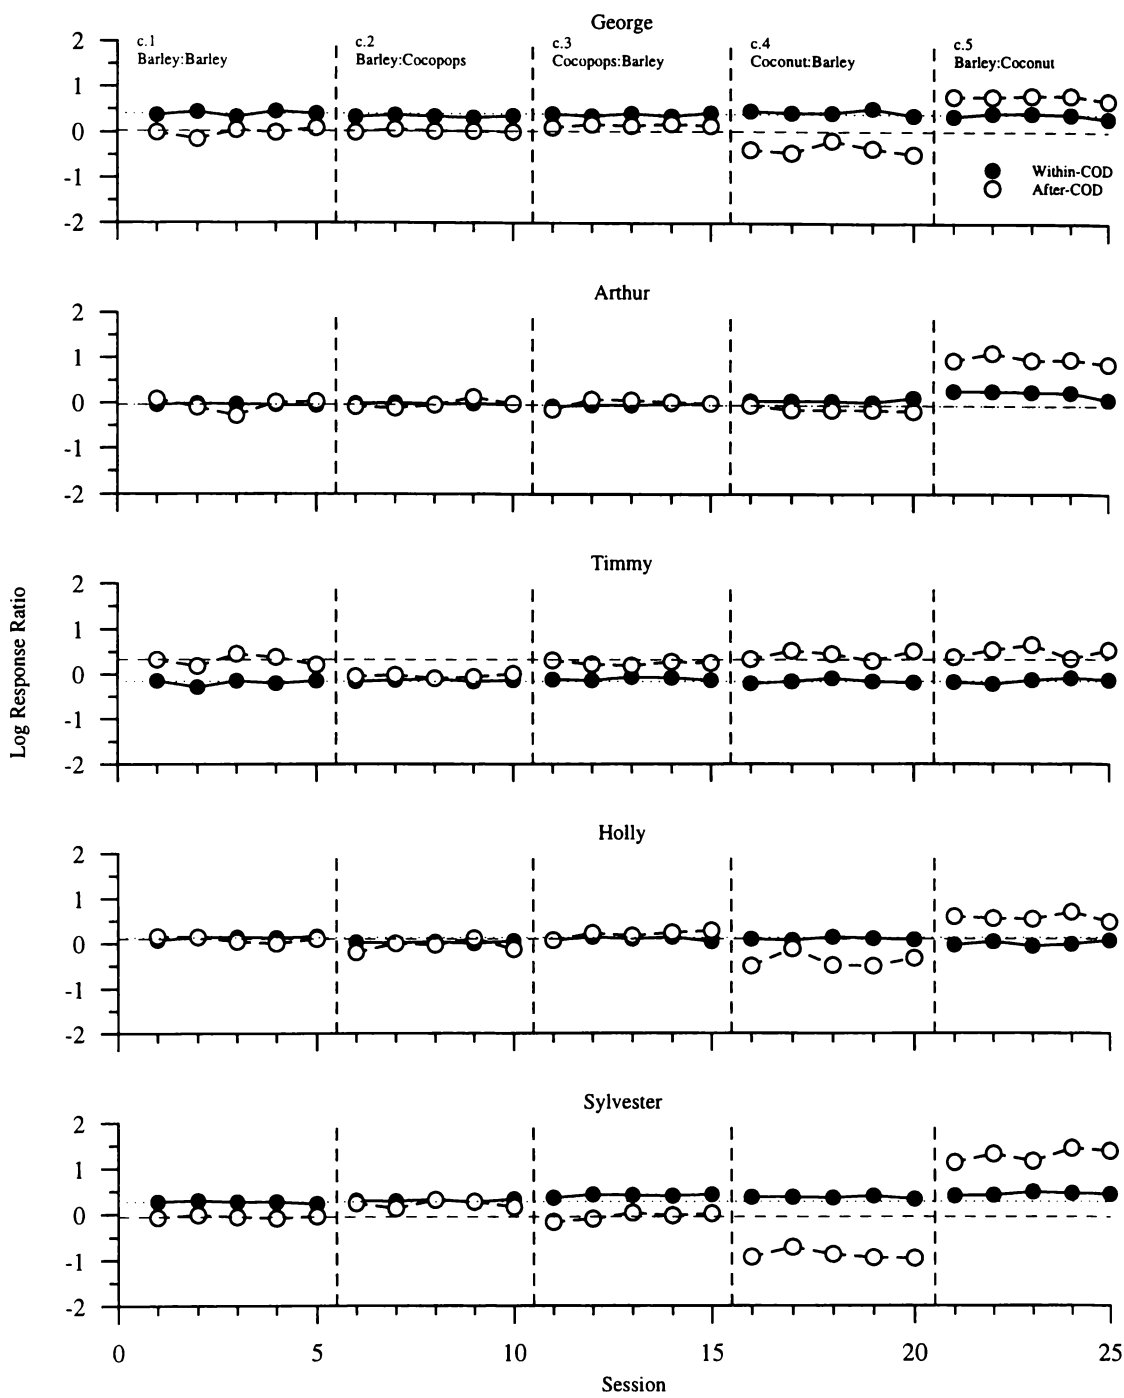 George
c.1
Barley:Barley
c.2
Barley:Cocopops
c.3
Cocopops:Barley
c.4
Coconut:Barley
c.5
Barley:Coconut
2
1
0
-1
-2
Within-COD
After-COD
Arthur
2
1
0
-1
-2
Timmy
2
1
0
-1
-2
Log Response Ratio
Holly
2
1
0
-1
-2
Sylvester
2
1
0
-1
-2
0 5 10 15 20 25
Session